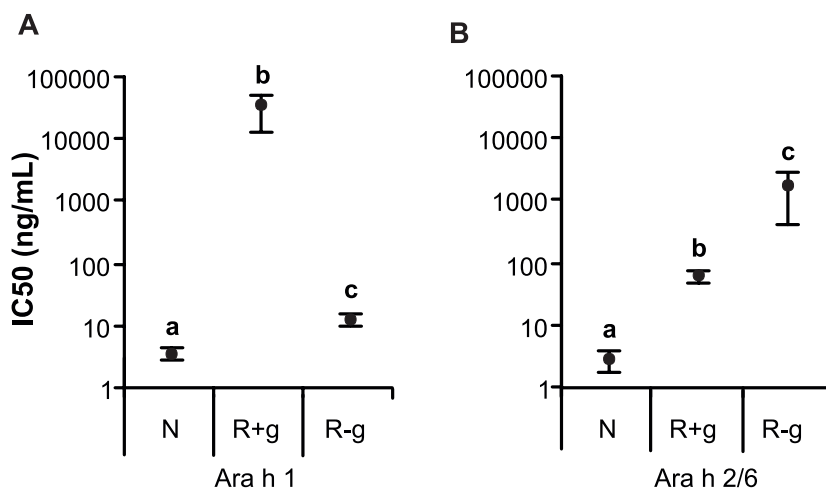 A
IC50 (ng/mL)
100000
10000
1000
100
10
1
a
b
c
N R+g R-g
Ara h 1
B
100000
10000
1000
100
10
1
a
b
c
N R+g R-g
Ara h 2/6